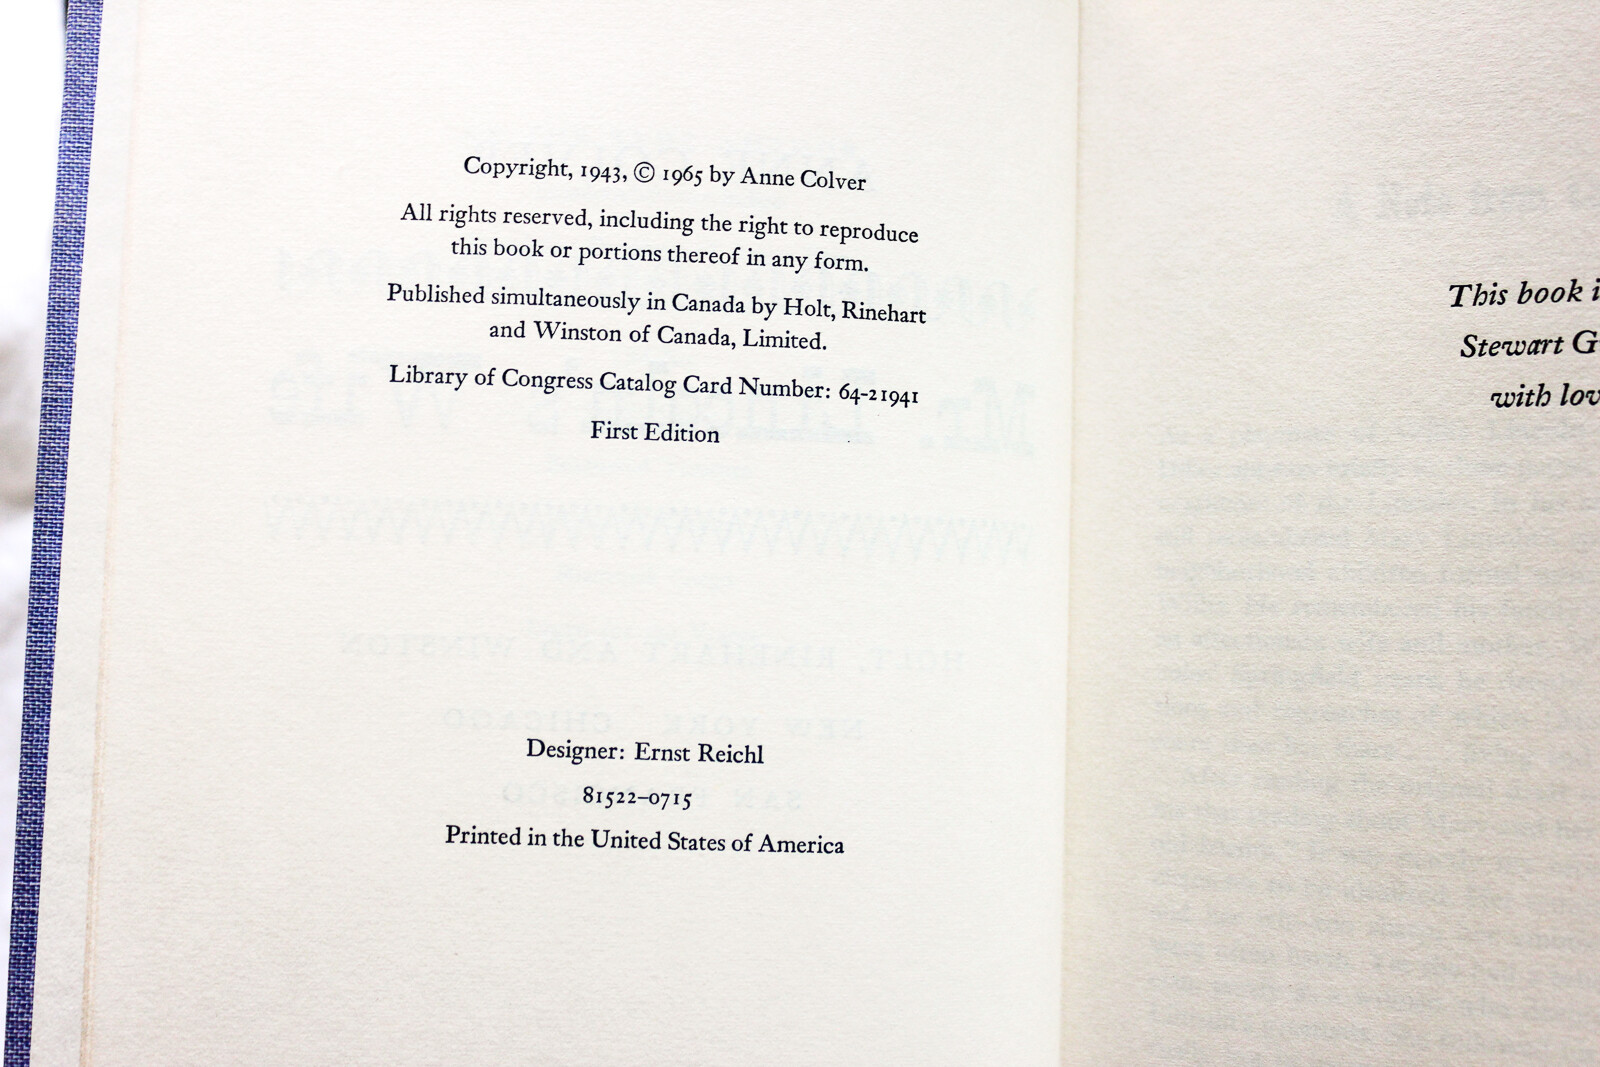 Copyright, 1943, © 1965 by Anne Colver
All rights reserved, including the right to reproduce
this book or portions thereof in any form.
Published simultaneously in Canada by Holt, Rinehart
and Winston of Canada, Limited.
Library of Congress Catalog Card Number: 64-21941
First Edition
Designer: Ernst Reichl
81522–0715
Printed in the United States of America
This book
Stewart
with